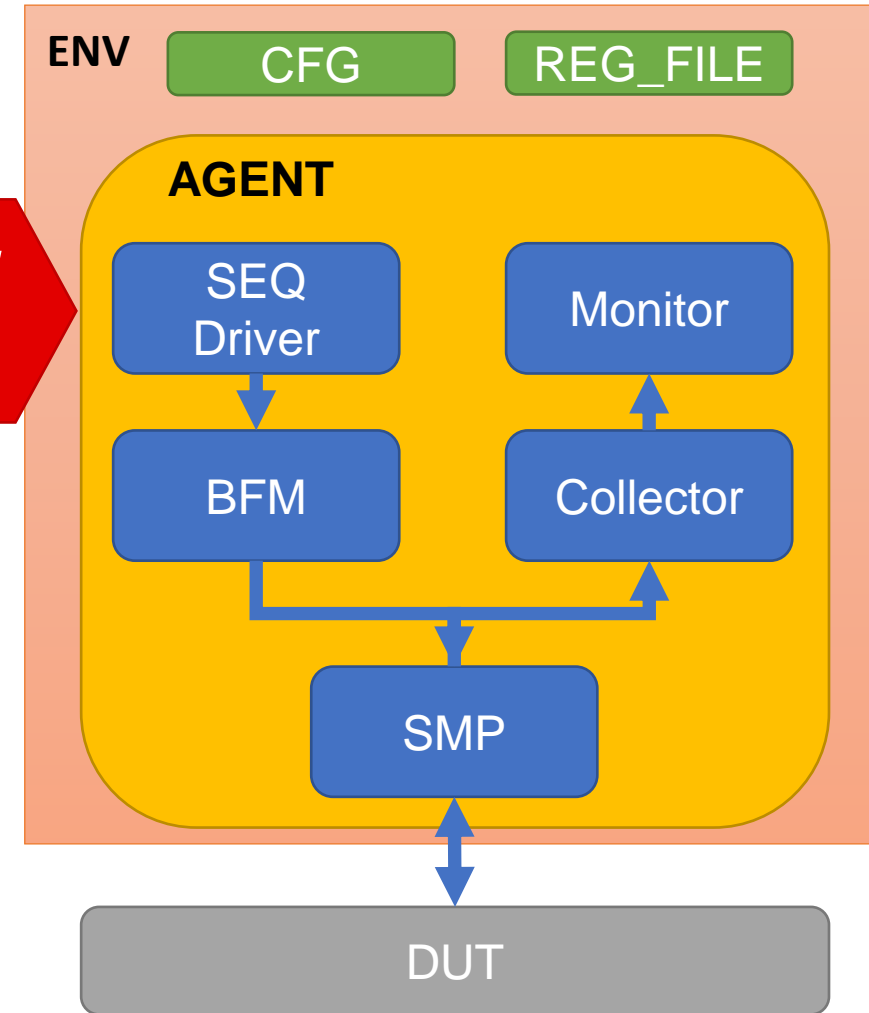 ENV
CFG
REG_FILE
AGENT
SEQ
Driver
Monitor
BFM
Collector
SMP
DUT